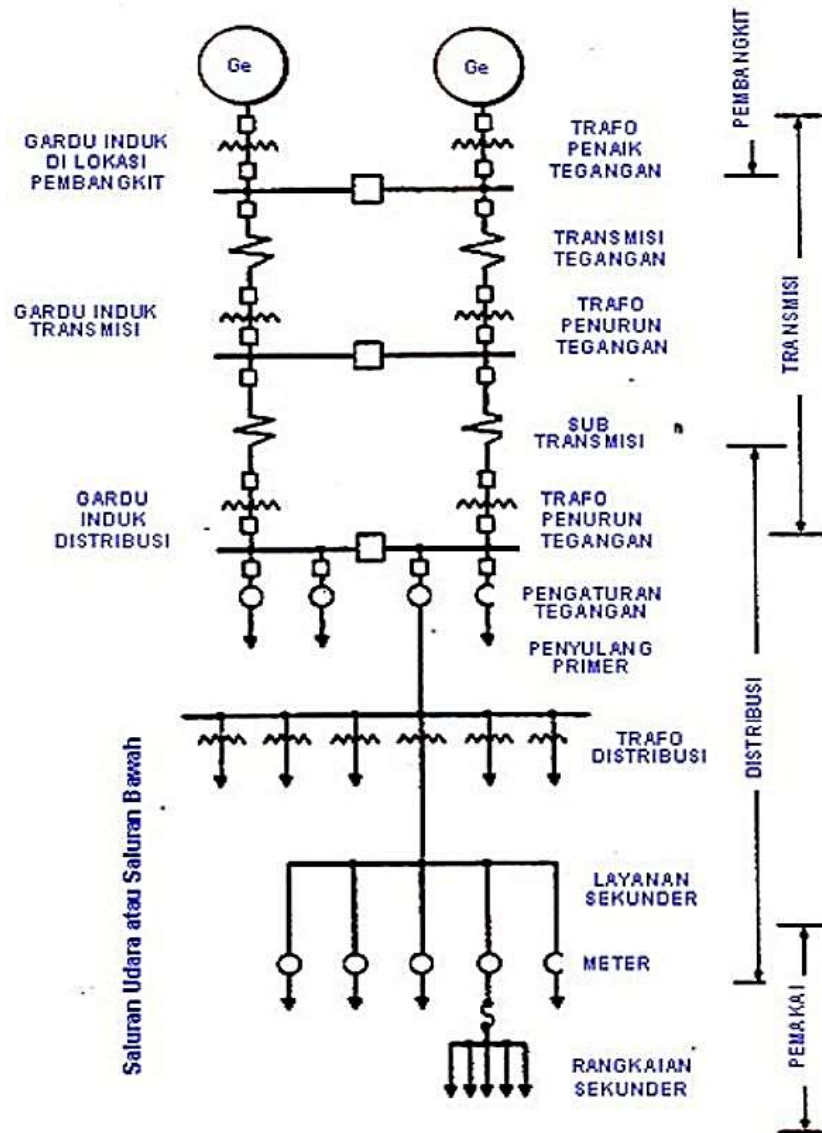 Ge
Ge
GARDU INDUK
DI LOKASI
PEMBANGKIT
TRAFO
PENAIK
TEGANGAN
PEMBANGKIT
TRANSMISI
TEGANGAN
GARDU INDUK
TRANSMISI
TRAFO
PENURUN
TEGANGAN
TRANSMISI
SUB
TRANSMISI
n
GARDU
INDUK
DISTRIBUSI
TRAFO
PENURUN
TEGANGAN
PENGATURAN
TEGANGAN
PENYULANG
PRIMER
DISTRIBUSI
TRAFO
DISTRIBUSI
Saluran Udara atau Saluran Bawah
LAYANAN
SEKUNDER
METER
PEMAKAI
RANGKAIAN
SEKUNDER